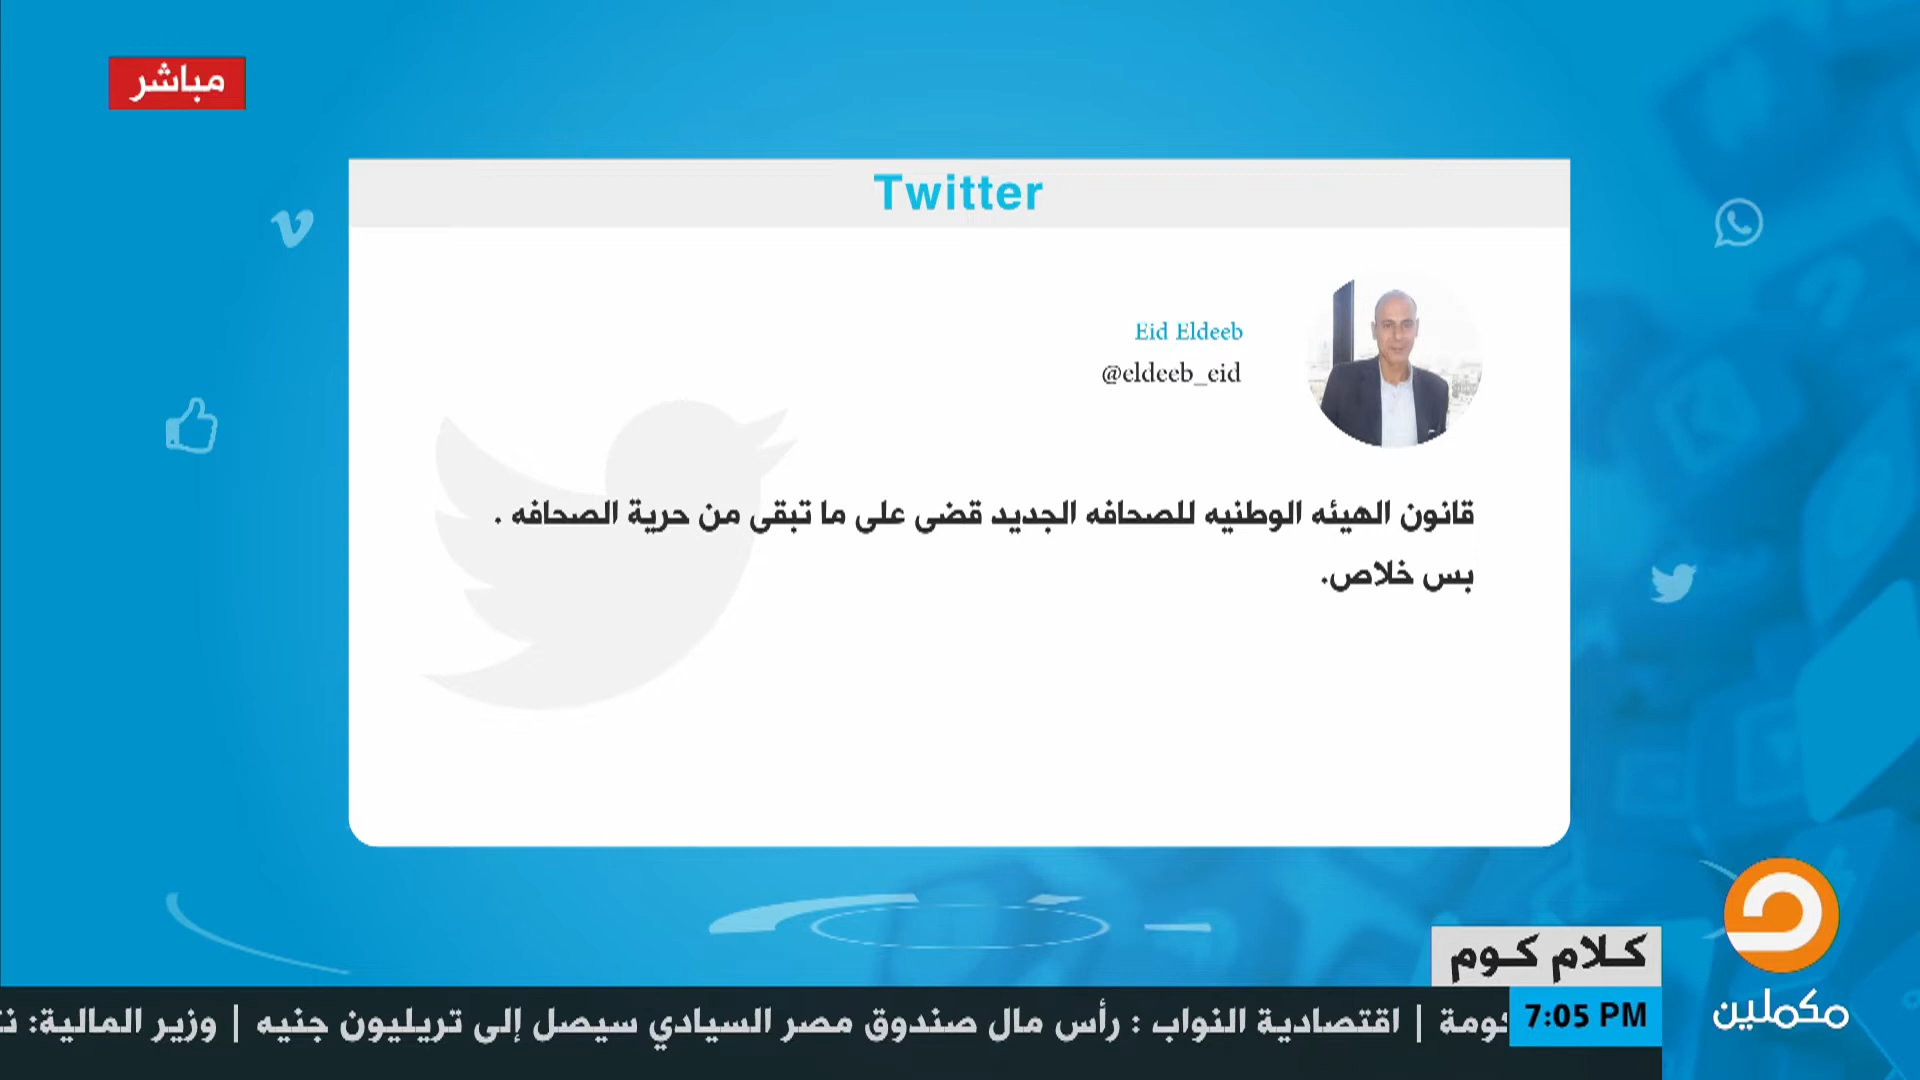 مباشر
Twitter
Eid Eldeeb
@eldeeb_eid
قانون الهيئه الوطنيه للصحافه الجديد قضى على ما تبقى من حرية الصحافه .
بس خلاص.
كلام كوم
مكملين
7:05 PM
اقتصادية النواب : رأس مال صندوق مصر السيادي سيصل إلى تريليون جنيه | وزير المالية: